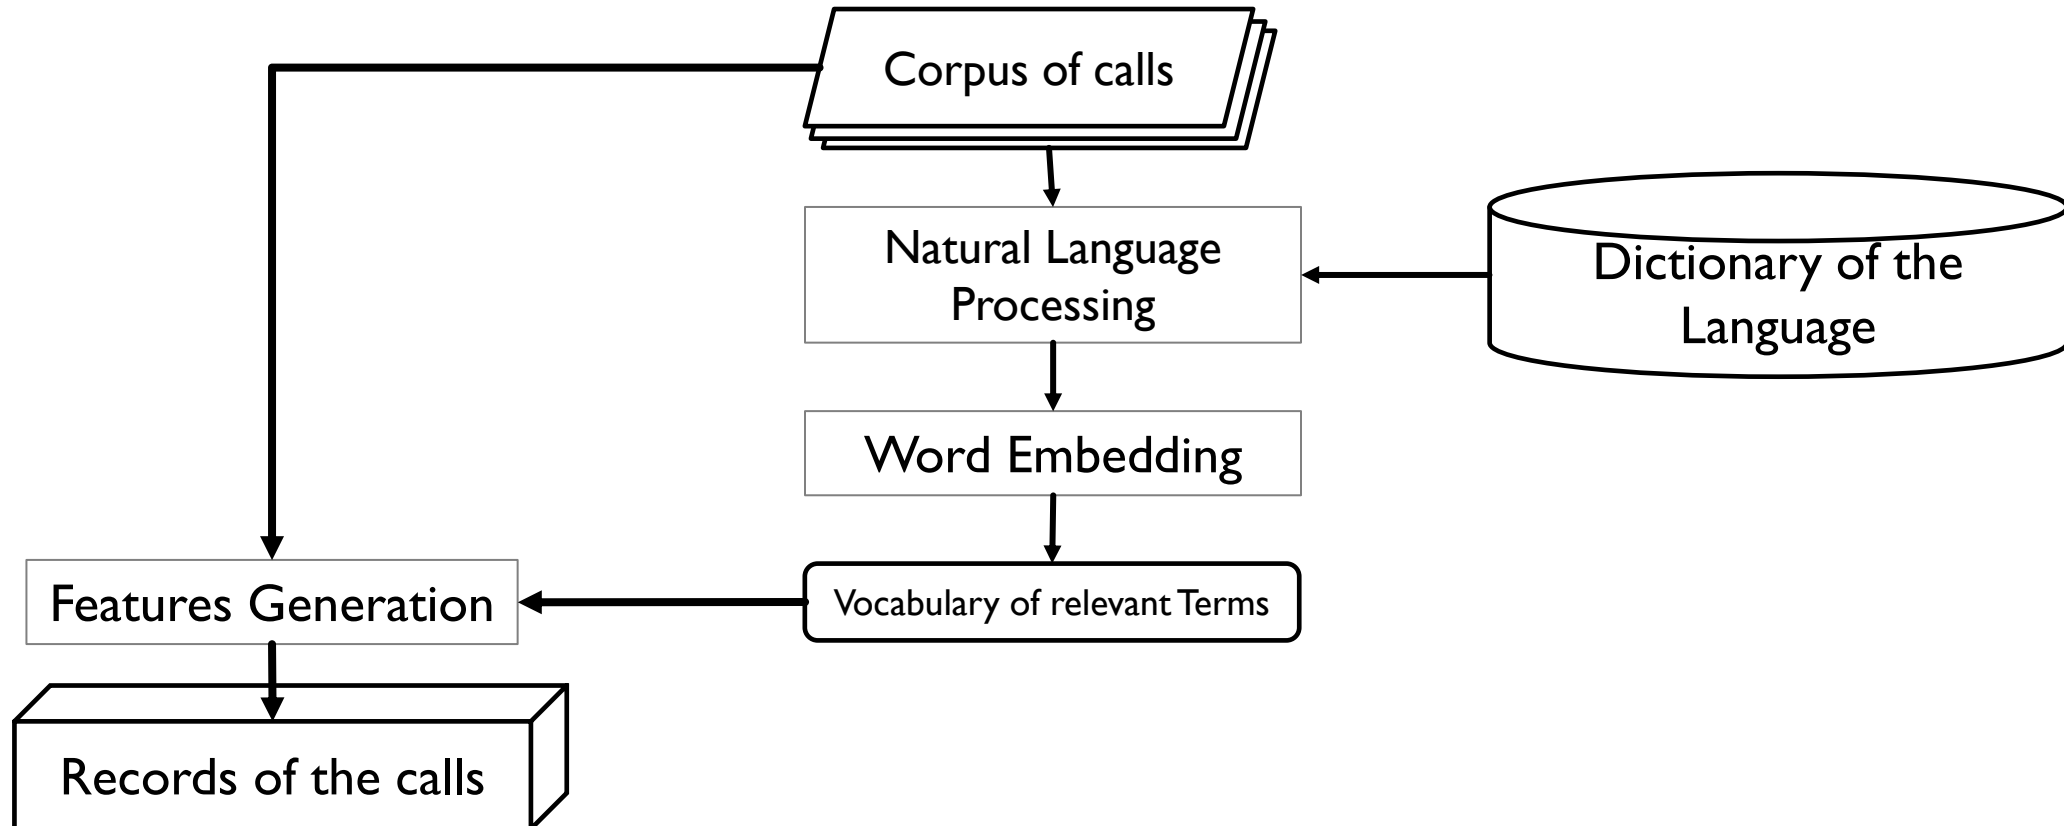 Corpus of calls
Natural Language
Processing
Dictionary of the
Language
Word Embedding
Features Generation
Vocabulary of relevant Terms
Records of the calls